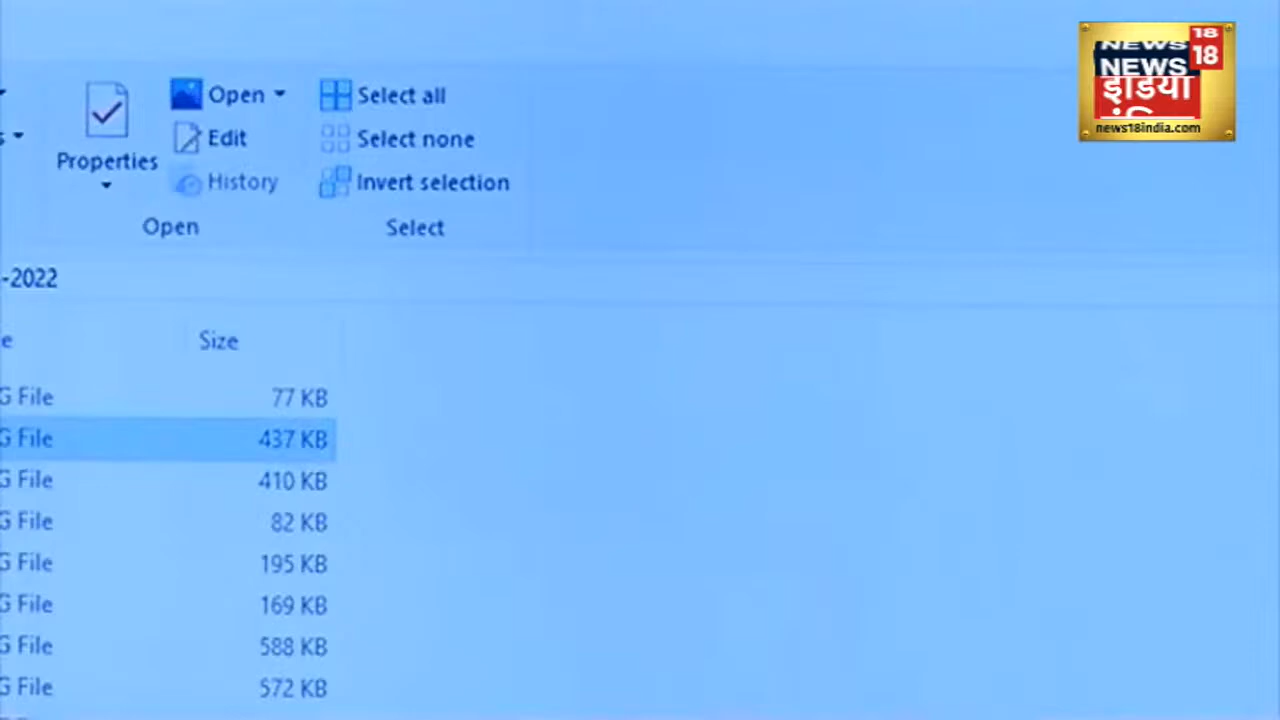 NEWS 18
NEWS 18
इंडिया
news18india.com
Open
Select all
Edit
Select none
Properties
History
Invert selection
Open
Select
-2022
e
Size
G File
77 KB
G File
437 KB
G File
410 KB
G File
82 KB
G File
195 KB
G File
169 KB
G File
588 KB
G File
572 KB